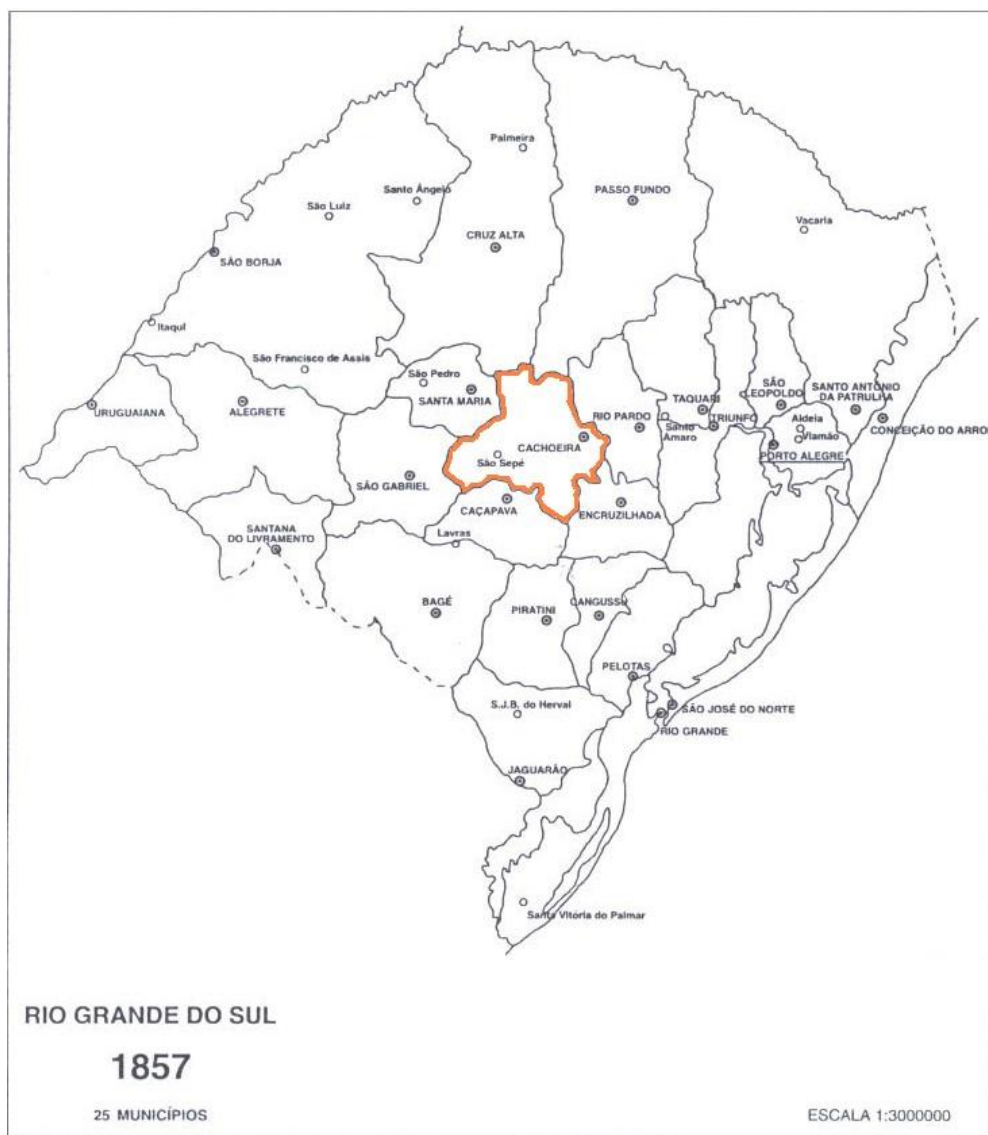 Palmeira
Santo Ângelo
PASSO FUNDO
São Luiz
Vacaria
CRUZ ALTA
SÃO BORJA
Itaqui
São Francisco de Assis
São Pedro
SANTA MARIA
URUGUAIANA
ALEGRETE
RIO PARDO
TAQUARI
SÃO
LEOPOLDO
SANTO ANTÔNIO
DA PATRULHA
TRIUNFO
Santo
Amaro
Aldeia
Viamão
CONCEIÇÃO DO ARROI
PORTO ALEGRE
CACHOEIRA
São Sepé
SÃO GABRIEL
CAÇAPAVA
ENCRUZILHADA
SANTANA
DO LIVRAMENTO
Lavras
BAGÉ
PIRATINI
CANGUSSU
PELOTAS
S.J.B. do Herval
SÃO JOSÉ DO NORTE
RIO GRANDE
JAGUARÃO
Santa Vitória do Palmar
RIO GRANDE DO SUL
1857
25 MUNICÍPIOS
ESCALA 1:3000000